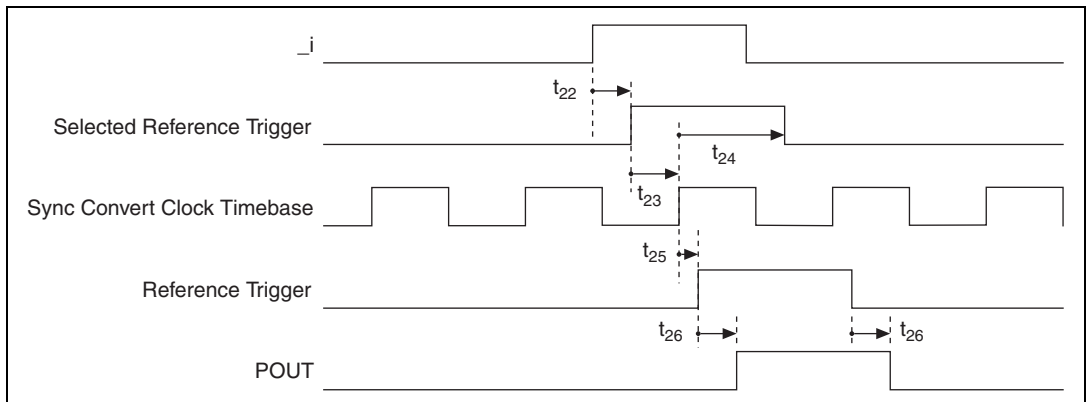 _i
t22
Selected Reference Trigger
t24
t23
Sync Convert Clock Timebase
t25
Reference Trigger
t26
t26
POUT